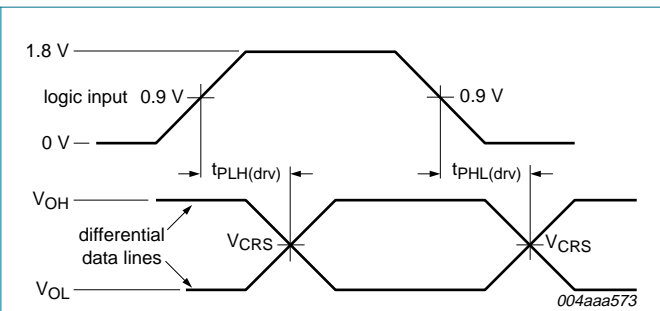 1.8 V
logic input 0.9 V
0.9 V
0 V
tPLH(drv)
tPHL(drv)
VOH
differential
data lines
VCRS
VCRS
VOL
004aaa573